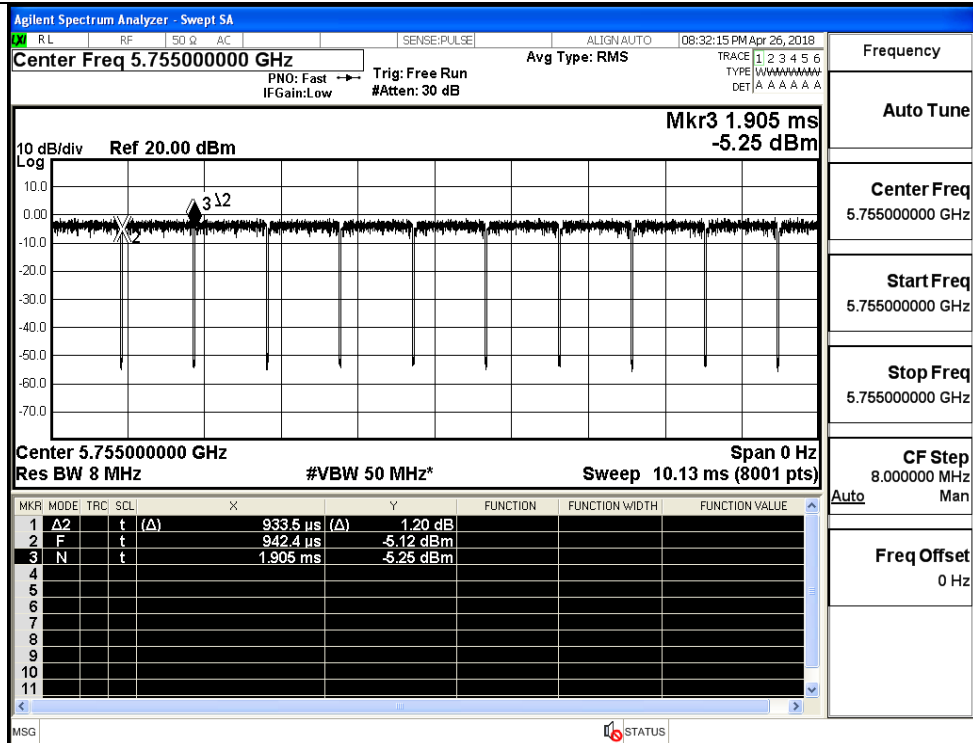 Agilent Spectrum Analyzer - Swept SA
LXI RL RF 50 Ω AC SENSE:PULSE ALIGN AUTO 08:32:15 PM Apr 26, 2018
Center Freq 5.755000000 GHz
PNO: Fast
IFGain:Low
Trig: Free Run
#Atten: 30 dB
Avg Type: RMS
TRACE 1 2 3 4 5 6
TYPE WWWWWW
DET A A A A A A
Mkr3 1.905 ms
-5.25 dBm
10 dB/div Ref 20.00 dBm
Log
10.0
0.00
-10.0
-20.0
-30.0
-40.0
-50.0
-60.0
-70.0
3 Δ2
2
Center 5.755000000 GHz Span 0 Hz
Res BW 8 MHz #VBW 50 MHz* Sweep 10.13 ms (8001 pts)
MKR MODE TRC SCL X Y FUNCTION FUNCTION WIDTH FUNCTION VALUE
1 Δ2 t (Δ) 933.5 µs (Δ) 1.20 dB
2 F t 942.4 µs -5.12 dBm
3 N t 1.905 ms -5.25 dBm
4
5
6
7
8
9
10
11
MSG STATUS
Frequency
Auto Tune
Center Freq
5.755000000 GHz
Start Freq
5.755000000 GHz
Stop Freq
5.755000000 GHz
CF Step
8.000000 MHz
Auto Man
Freq Offset
0 Hz